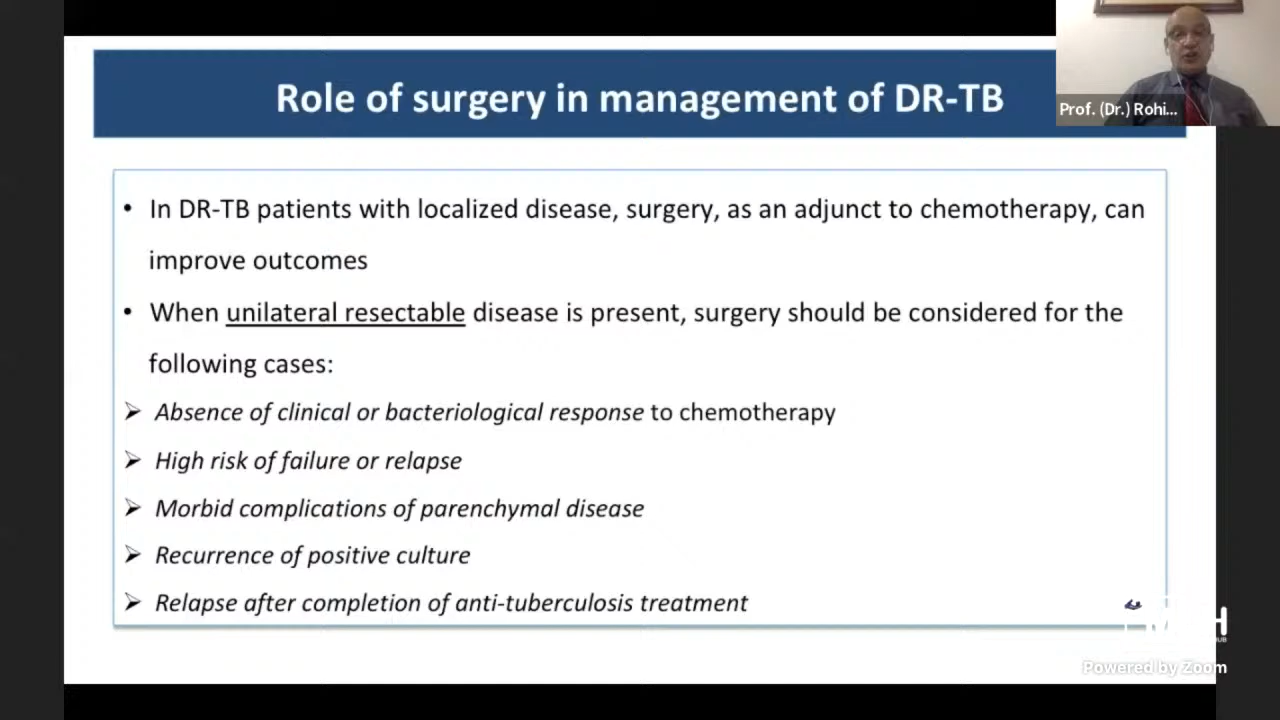 Role of surgery in management of DR-TB
Prof. (Dr.) Rohi...
• In DR-TB patients with localized disease, surgery, as an adjunct to chemotherapy, can
improve outcomes
• When unilateral resectable disease is present, surgery should be considered for the
following cases:
➢ Absence of clinical or bacteriological response to chemotherapy
➢ High risk of failure or relapse
➢ Morbid complications of parenchymal disease
➢ Recurrence of positive culture
➢ Relapse after completion of anti-tuberculosis treatment
Powered by Zoom